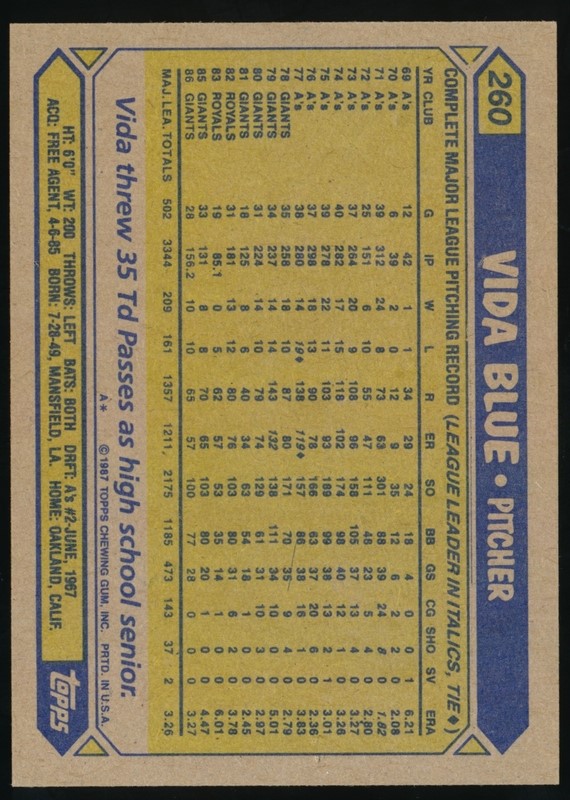 260
VIDA BLUE • PITCHER
COMPLETE MAJOR LEAGUE PITCHING RECORD (LEAGUE LEADER IN ITALICS, TIE♦)
YR CLUB G IP W L R ER SO BB GS CG SHO SV ERA
69 A's 12 42 1 1 34 29 24 18 4 0 0 1 6.21
70 A's 6 39 2 0 12 9 35 12 6 2 2 0 2.08
71 A's 39 312 24 8 73 63 301 88 39 24 8 0 1.82
72 A's 25 151 6 10 55 47 111 48 23 5 4 0 2.80
73 A's 37 264 20 9 108 96 158 105 37 13 4 0 3.27
74 A's 40 282 17 15 118 102 174 98 40 12 1 0 3.26
75 A's 39 278 22 11 103 93 189 99 38 13 2 1 3.01
76 A's 37 298 18 13 90 78 166 63 37 20 6 0 2.36
77 A's 38 280 14 19♦ 138 119♦ 157 86 38 16 1 0 3.83
78 GIANTS 35 258 18 10 87 80 171 70 35 9 4 0 2.79
79 GIANTS 34 237 14 14 143 132 138 111 34 10 0 0 5.01
80 GIANTS 31 224 14 10 79 74 129 61 31 10 3 0 2.97
81 GIANTS 18 125 8 6 40 34 63 54 18 1 0 0 2.45
82 ROYALS 31 181 13 12 80 76 103 80 31 6 2 0 3.78
83 ROYALS 19 85.1 0 5 62 57 53 35 14 1 0 0 6.01
85 GIANTS 33 131 8 8 70 65 103 80 20 1 0 0 4.47
86 GIANTS 28 156.2 10 10 65 57 100 77 28 0 0 0 3.27
MAJ. LEA. TOTALS 502 3344 209 161 1357 1211 2175 1185 473 143 37 2 3.26
Vida threw 35 Td Passes as high school senior.
A* © 1987 TOPPS CHEWING GUM, INC. PRTD. IN U.S.A.
HT: 6'0" WT: 200 THROWS: LEFT BATS: BOTH DRFT: A's #2-JUNE, 1967
ACQ: FREE AGENT, 4-6-85 BORN: 7-28-49, MANSFIELD, LA. HOME: OAKLAND, CALIF.
topps